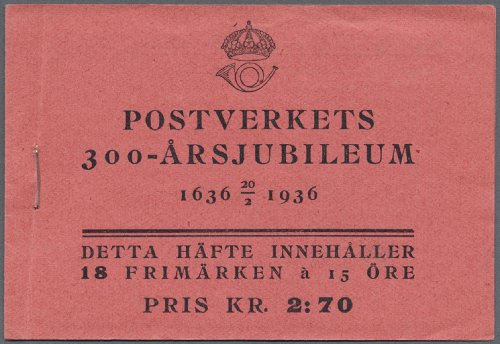 POSTVERKETS
300-ÅRSJUBILEUM
1636 20/2 1936
DETTA HÄFTE INNEHÅLLER
18 FRIMÄRKEN à 15 ÖRE
PRIS KR. 2:70